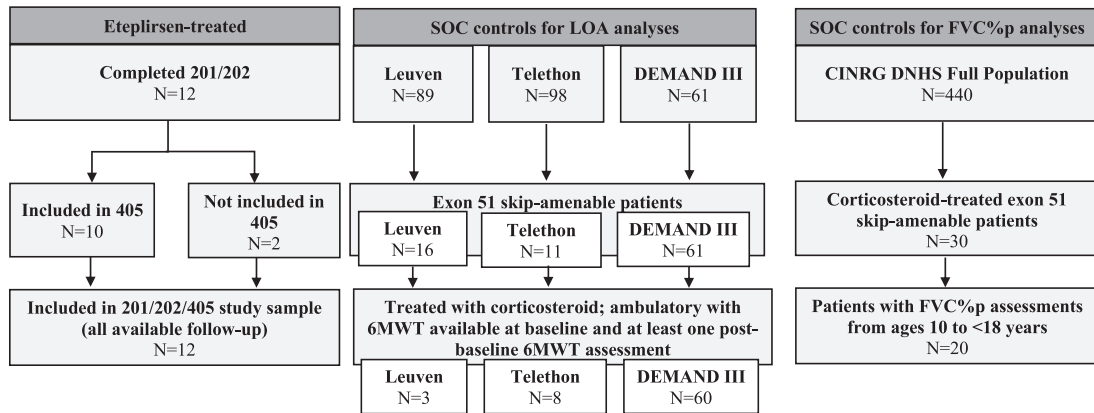 Eteplirsen-treated
Completed 201/202
N=12
Included in 405
N=10
Not included in
405
N=2
Included in 201/202/405 study sample
(all available follow-up)
N=12
SOC controls for LOA analyses
Leuven
N=89
Telethon
N=98
DEMAND III
N=61
Exon 51 skip-amenable patients
Leuven
N=16
Telethon
N=11
DEMAND III
N=61
Treated with corticosteroid; ambulatory with
6MWT available at baseline and at least one post-
baseline 6MWT assessment
Leuven
N=3
Telethon
N=8
DEMAND III
N=60
SOC controls for FVC%p analyses
CINRG DNHS Full Population
N=440
Corticosteroid-treated exon 51
skip-amenable patients
N=30
Patients with FVC%p assessments
from ages 10 to <18 years
N=20